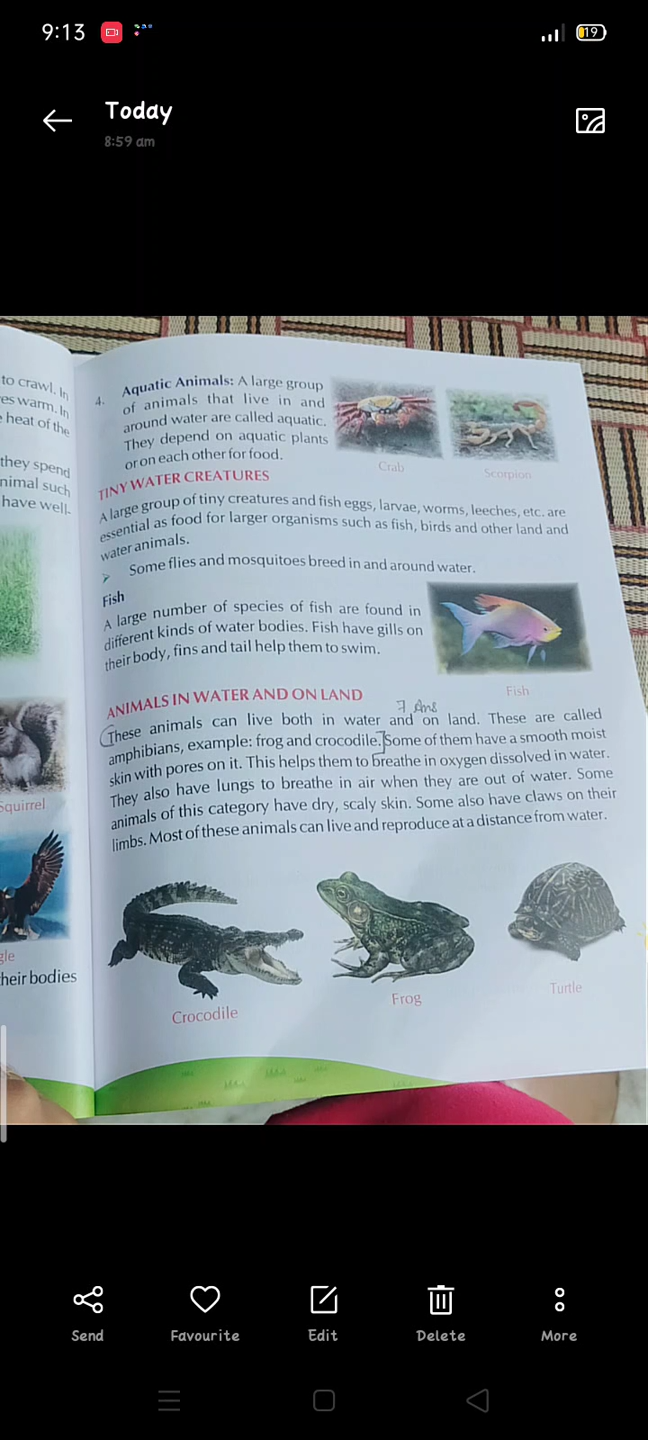 9:13
19
Today
8:59 am
to crawl. In
es warm. In
heat of the
they spend
nimal such
have well-
Squirrel
gle
heir bodies
4. Aquatic Animals: A large group
of animals that live in and
around water are called aquatic.
They depend on aquatic plants
or on each other for food.
Crab
Scorpion
TINY WATER CREATURES
A large group of tiny creatures and fish eggs, larvae, worms, leeches, etc. are
essential as food for larger organisms such as fish, birds and other land and
water animals.
➢ Some flies and mosquitoes breed in and around water.
Fish
A large number of species of fish are found in
different kinds of water bodies. Fish have gills on
their body, fins and tail help them to swim.
Fish
ANIMALS IN WATER AND ON LAND
7 Ans
These animals can live both in water and on land. These are called
amphibians, example: frog and crocodile. Some of them have a smooth moist
skin with pores on it. This helps them to breathe in oxygen dissolved in water.
They also have lungs to breathe in air when they are out of water. Some
animals of this category have dry, scaly skin. Some also have claws on their
limbs. Most of these animals can live and reproduce at a distance from water.
Crocodile
Frog
Turtle
Send
Favourite
Edit
Delete
More